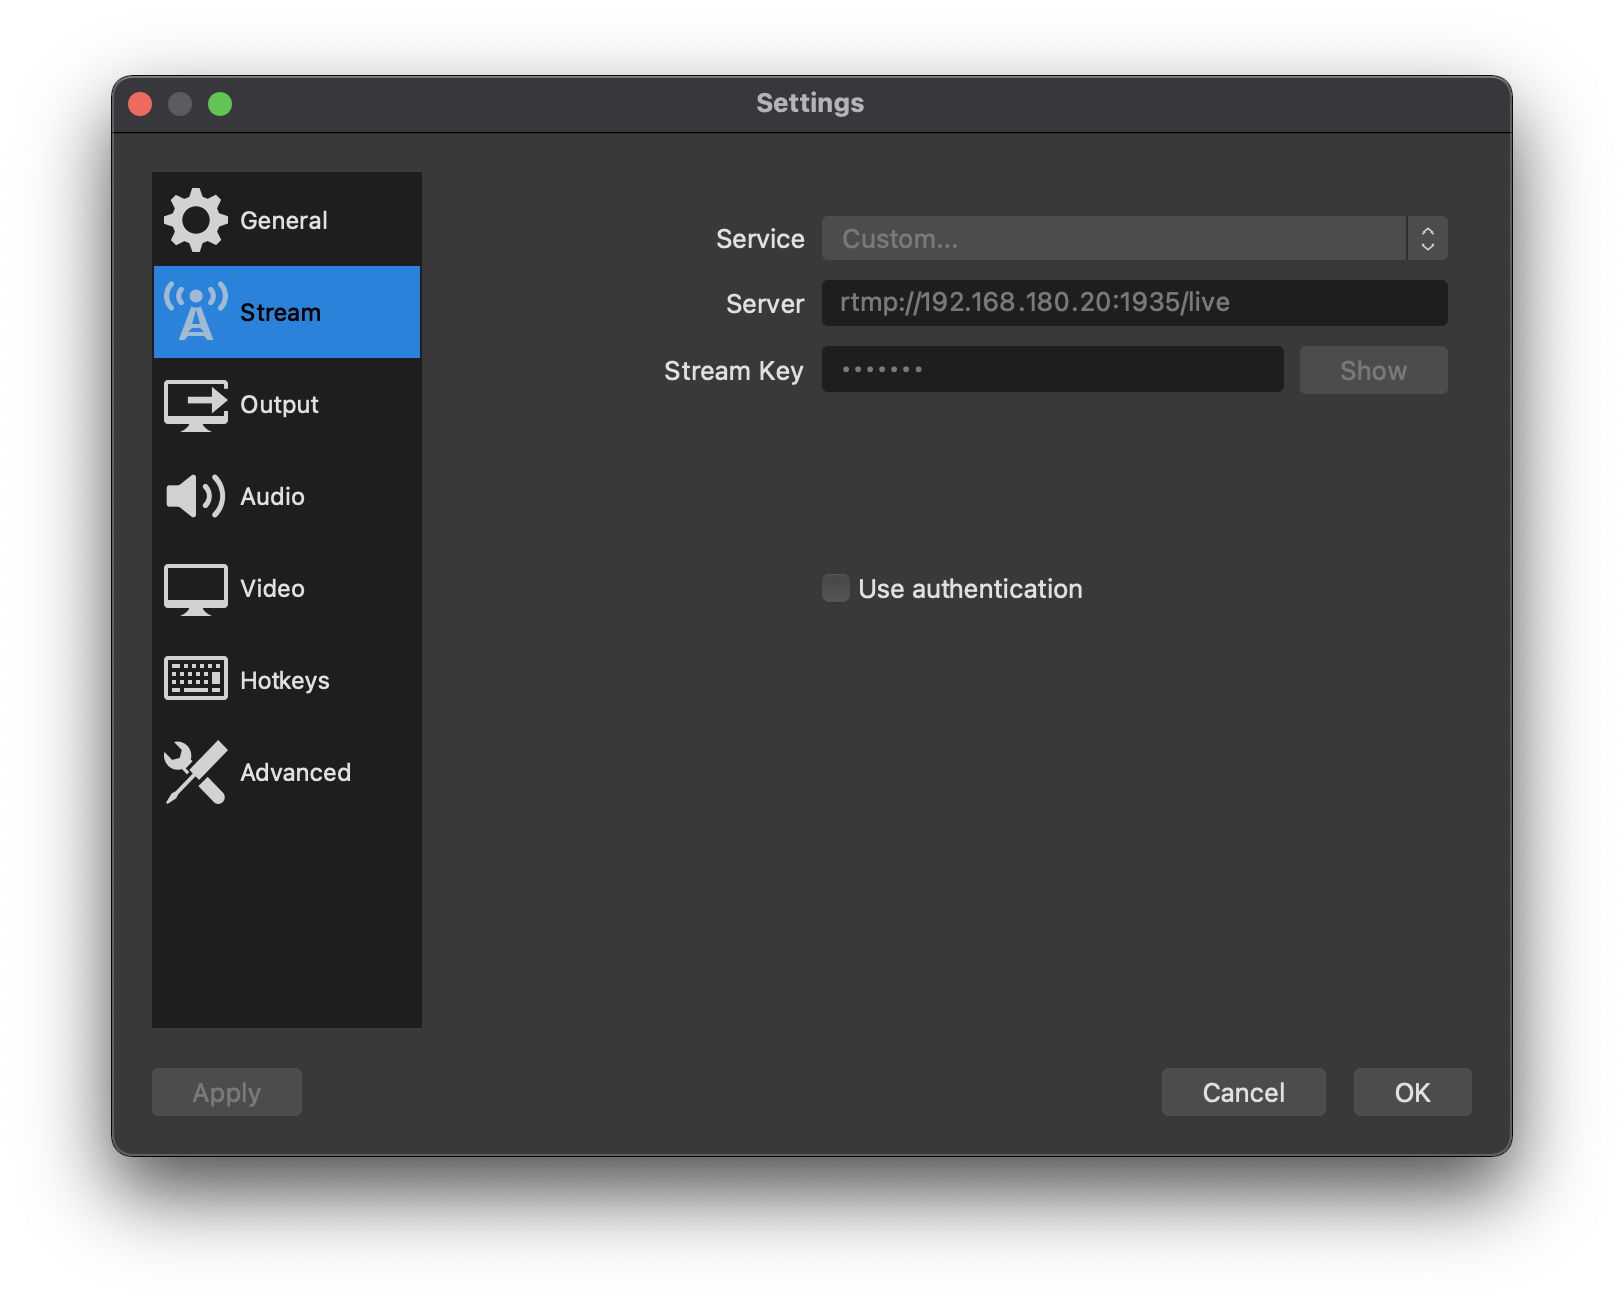 Settings
General
Stream
Output
Audio
Video
Hotkeys
Advanced
Service Custom...
Server rtmp://192.168.180.20:1935/live
Stream Key ••••••• Show
Use authentication
Apply Cancel OK